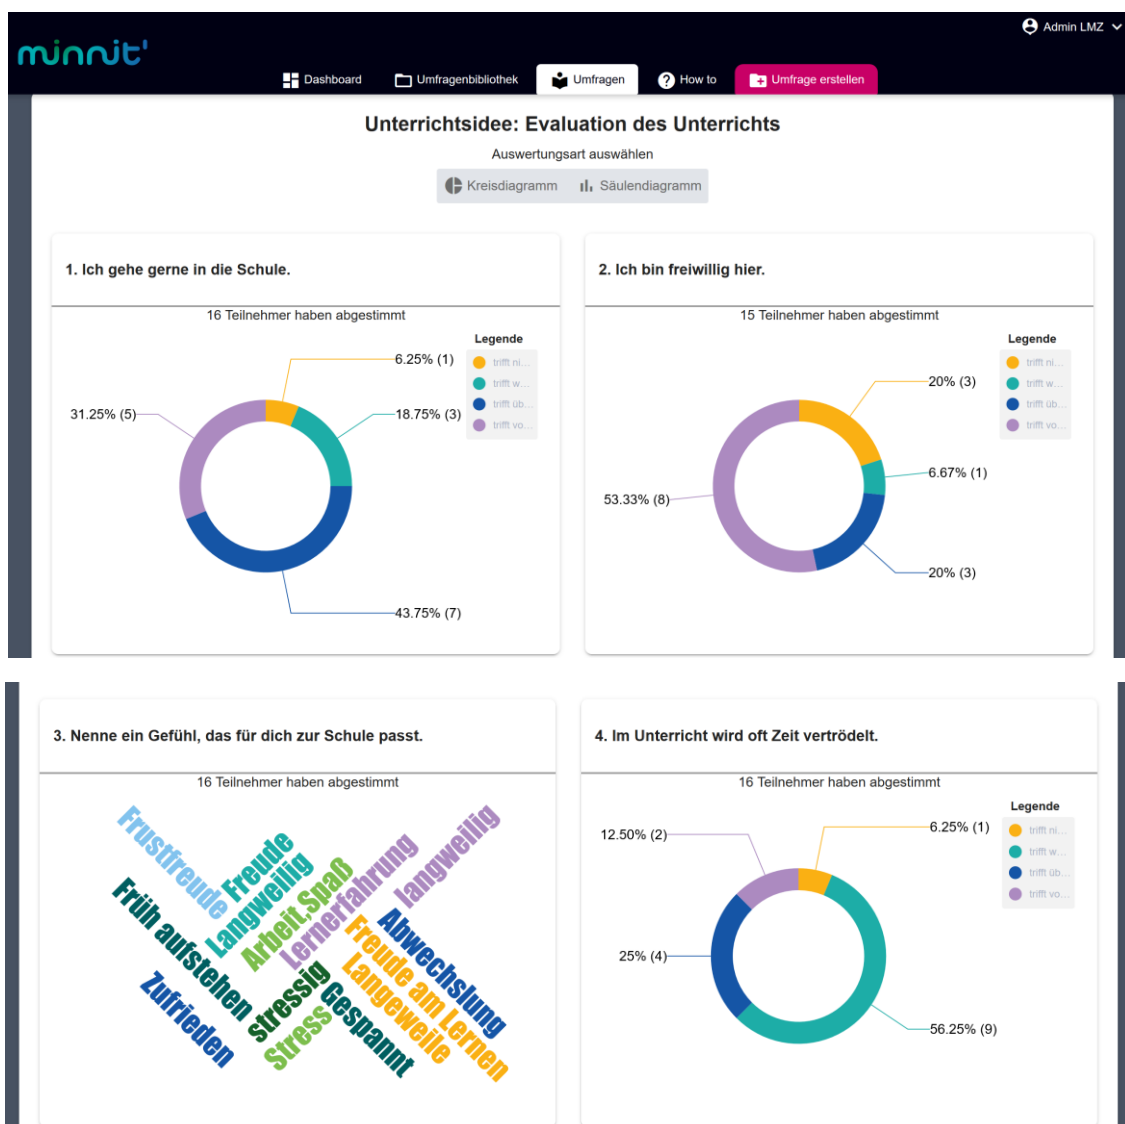 Admin LMZ
minnit'
Dashboard
Umfragenbibliothek
Umfragen
How to
Umfrage erstellen
Unterrichtsidee: Evaluation des Unterrichts
Auswertungsart auswählen
Kreisdiagramm
Säulendiagramm
1. Ich gehe gerne in die Schule.
16 Teilnehmer haben abgestimmt
Legende
trifft ni...
trifft w...
trifft üb...
trifft vo...
6.25% (1)
18.75% (3)
31.25% (5)
43.75% (7)
2. Ich bin freiwillig hier.
15 Teilnehmer haben abgestimmt
Legende
trifft ni...
trifft w...
trifft üb...
trifft vo...
20% (3)
6.67% (1)
53.33% (8)
20% (3)
3. Nenne ein Gefühl, das für dich zur Schule passt.
16 Teilnehmer haben abgestimmt
Frustfreude
Freude
Langweilig
Arbeit,Spaß
Lernerfahrung
langweilig
Früh aufstehen
Zufrieden
stressig
Stress
Gespannt
Abwechslung
Freude am Lernen
Langeweile
4. Im Unterricht wird oft Zeit vertrödelt.
16 Teilnehmer haben abgestimmt
Legende
trifft ni...
trifft w...
trifft üb...
trifft vo...
12.50% (2)
6.25% (1)
25% (4)
56.25% (9)